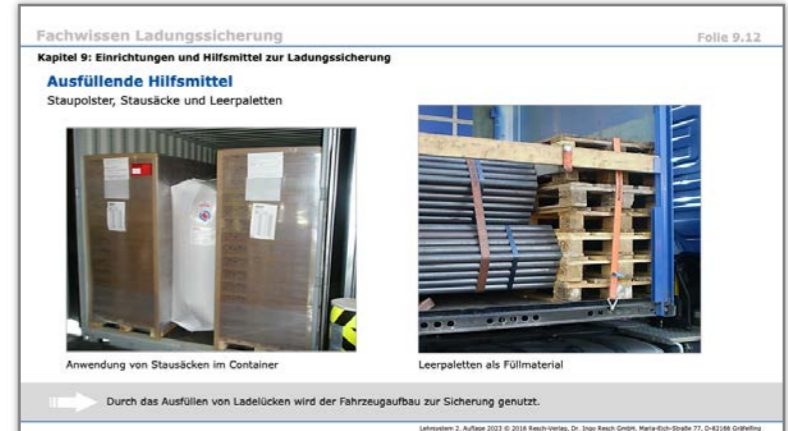 Fachwissen Ladungssicherung
Folie 9.12
Kapitel 9: Einrichtungen und Hilfsmittel zur Ladungssicherung
Ausfüllende Hilfsmittel
Staupolster, Stausäcke und Leerpaletten
Anwendung von Stausäcken im Container
Leerpaletten als Füllmaterial
Durch das Ausfüllen von Ladelücken wird der Fahrzeugaufbau zur Sicherung genutzt.
Lehrsystem 2. Auflage 2023 © 2016 Resch-Verlag, Dr. Ingo Resch GmbH, Maria-Eich-Straße 77, D-82166 Gräfelfing